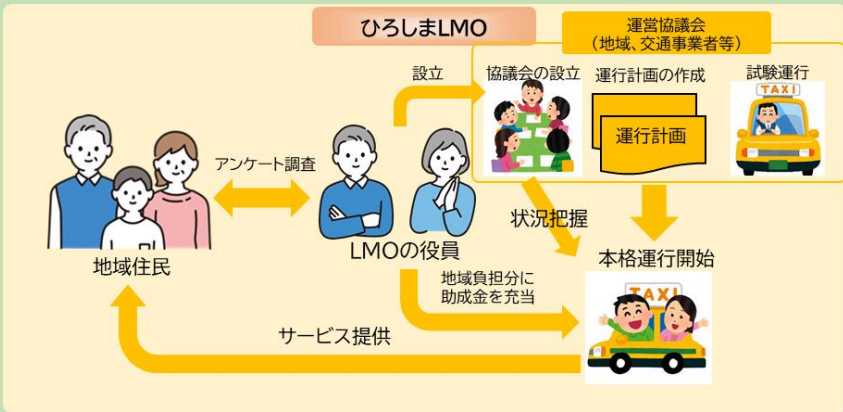 ひろしまLMO
運営協議会
（地域、交通事業者等）
設立
協議会の設立
運行計画の作成
試験運行
TAXI
運行計画
アンケート調査
状況把握
LMOの役員
地域住民
本格運行開始
地域負担分に
助成金を充当
TAXI
サービス提供